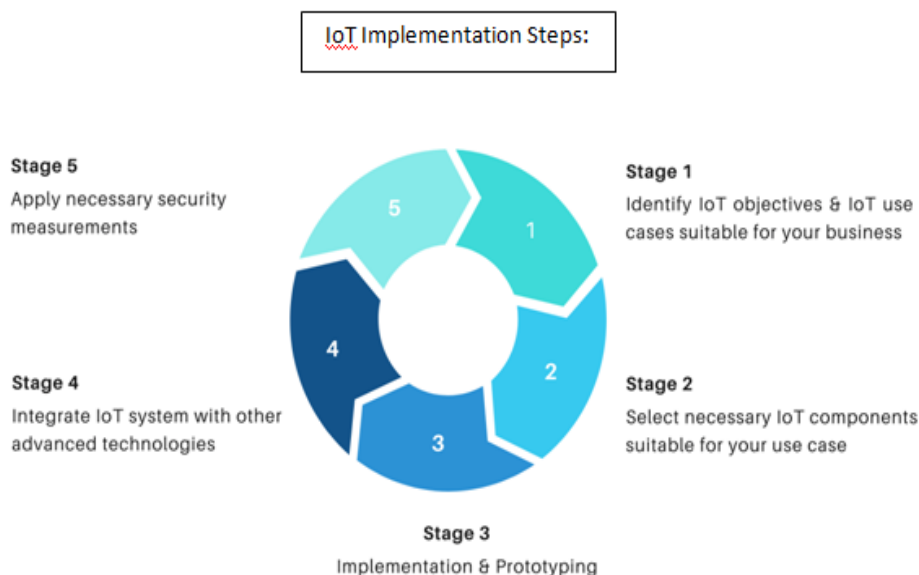 IoT Implementation Steps:
Stage 1
Identify IoT objectives & IoT use
cases suitable for your business
Stage 2
Select necessary IoT components
suitable for your use case
Stage 3
Implementation & Prototyping
Stage 4
Integrate IoT system with other
advanced technologies
Stage 5
Apply necessary security
measurements
1
2
3
4
5